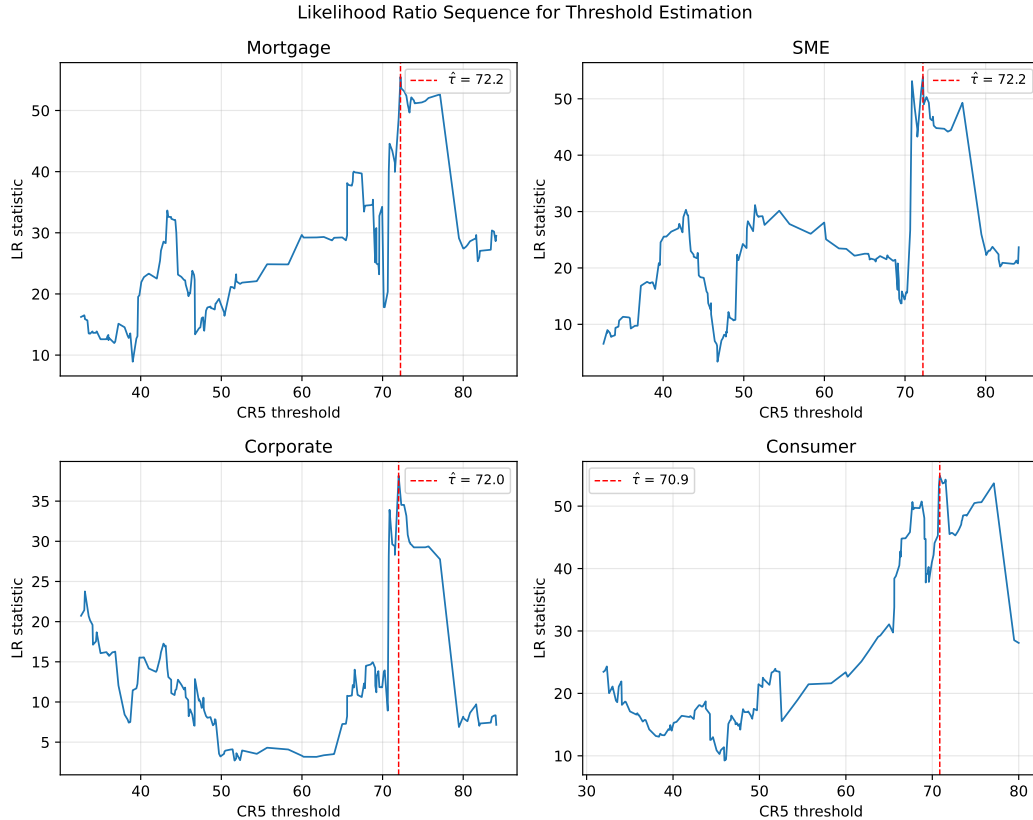 Likelihood Ratio Sequence for Threshold Estimation
Mortgage
LR statistic
50
40
30
20
10
40 50 60 70 80
CR5 threshold
τ̂ = 72.2
SME
LR statistic
50
40
30
20
10
40 50 60 70 80
CR5 threshold
τ̂ = 72.2
Corporate
LR statistic
35
30
25
20
15
10
5
40 50 60 70 80
CR5 threshold
τ̂ = 72.0
Consumer
LR statistic
50
40
30
20
10
30 40 50 60 70 80
CR5 threshold
τ̂ = 70.9